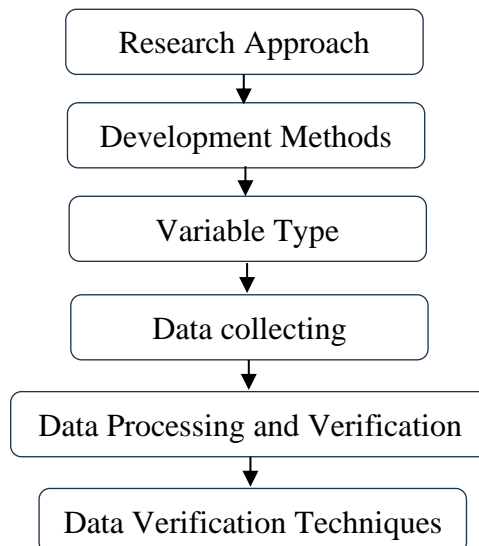 Research Approach
Development Methods
Variable Type
Data collecting
Data Processing and Verification
Data Verification Techniques